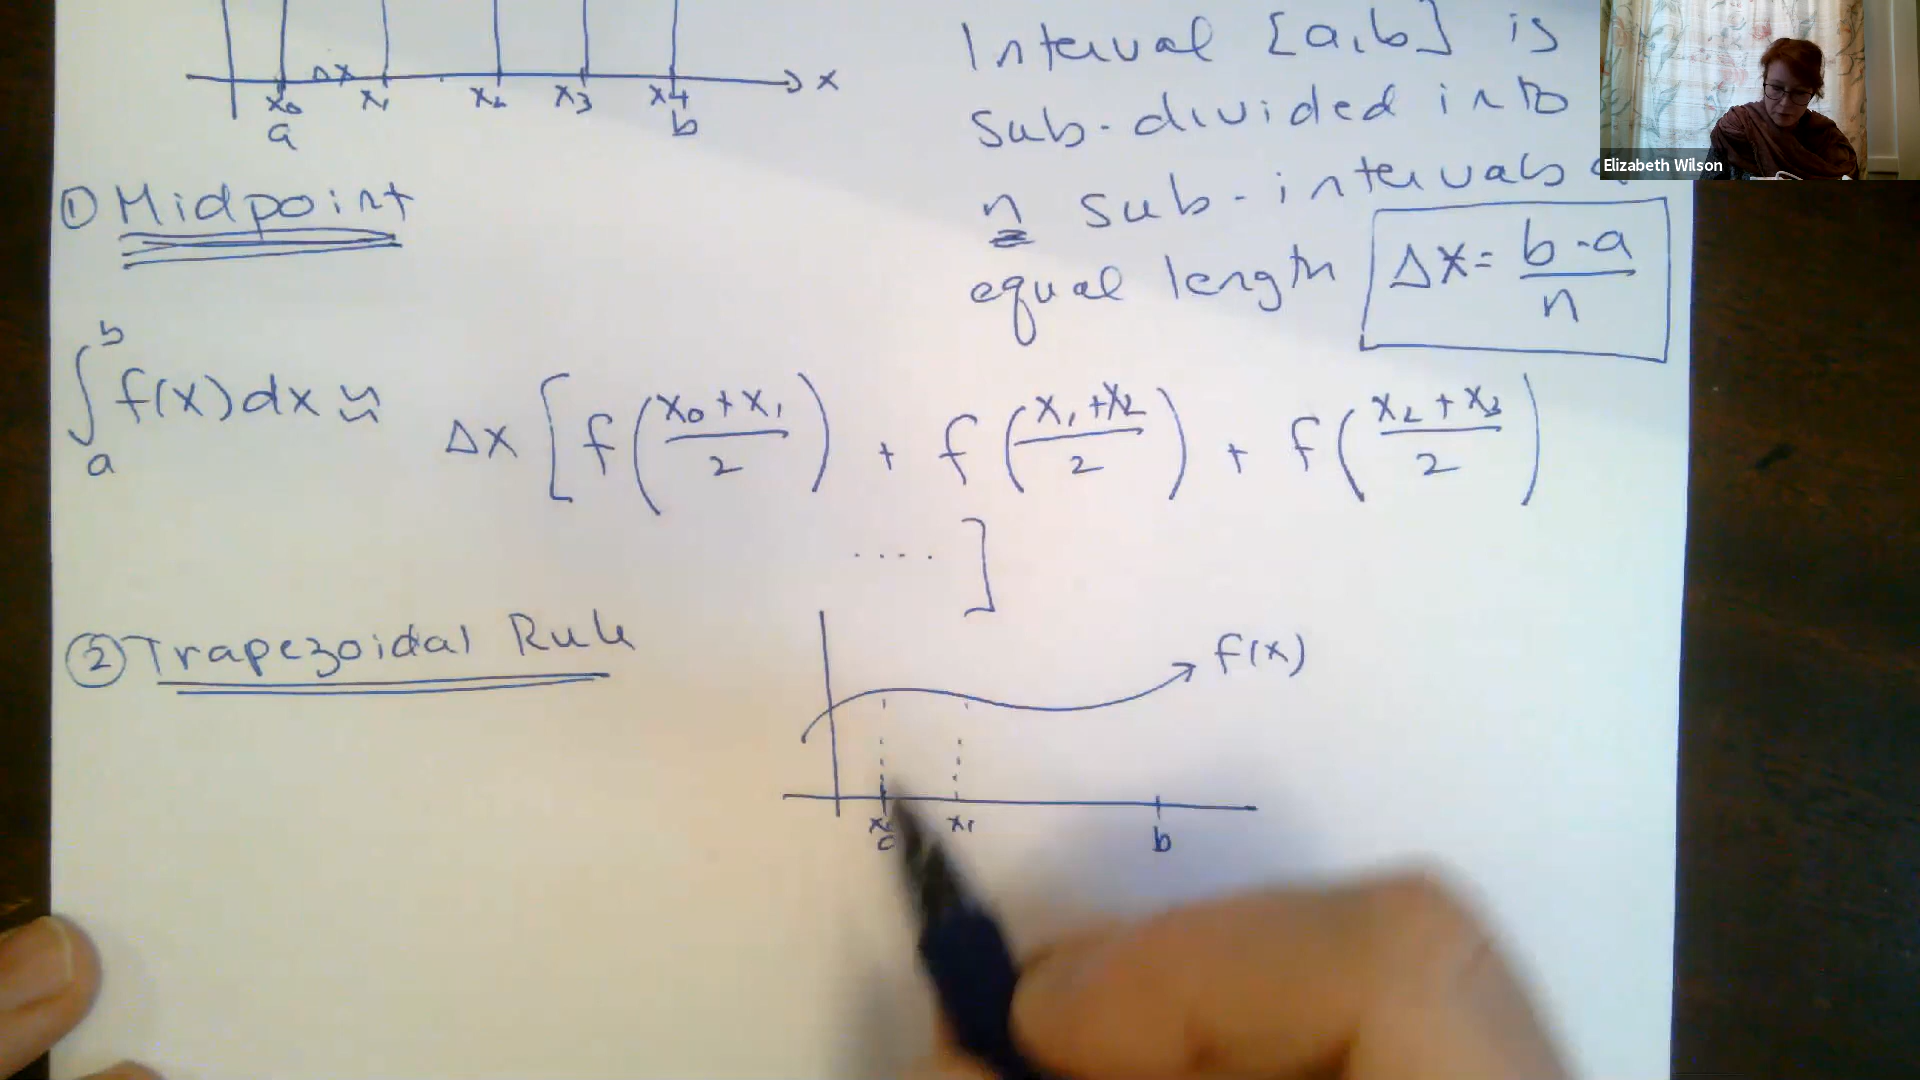 Δx
x
x₀ x₁ x₂ x₃ x₄
a b
Interval [a,b] is
sub-divided into
n sub-intervals
equal length Δx = b-a / n
Elizabeth Wilson
① Midpoint
∫ₐᵇ f(x)dx ≈ Δx [ f( x₀+x₁ / 2 ) + f( x₁+x₂ / 2 ) + f( x₂+x₃ / 2 )
.... ]
② Trapezoidal Rule
f(x)
x₁
b